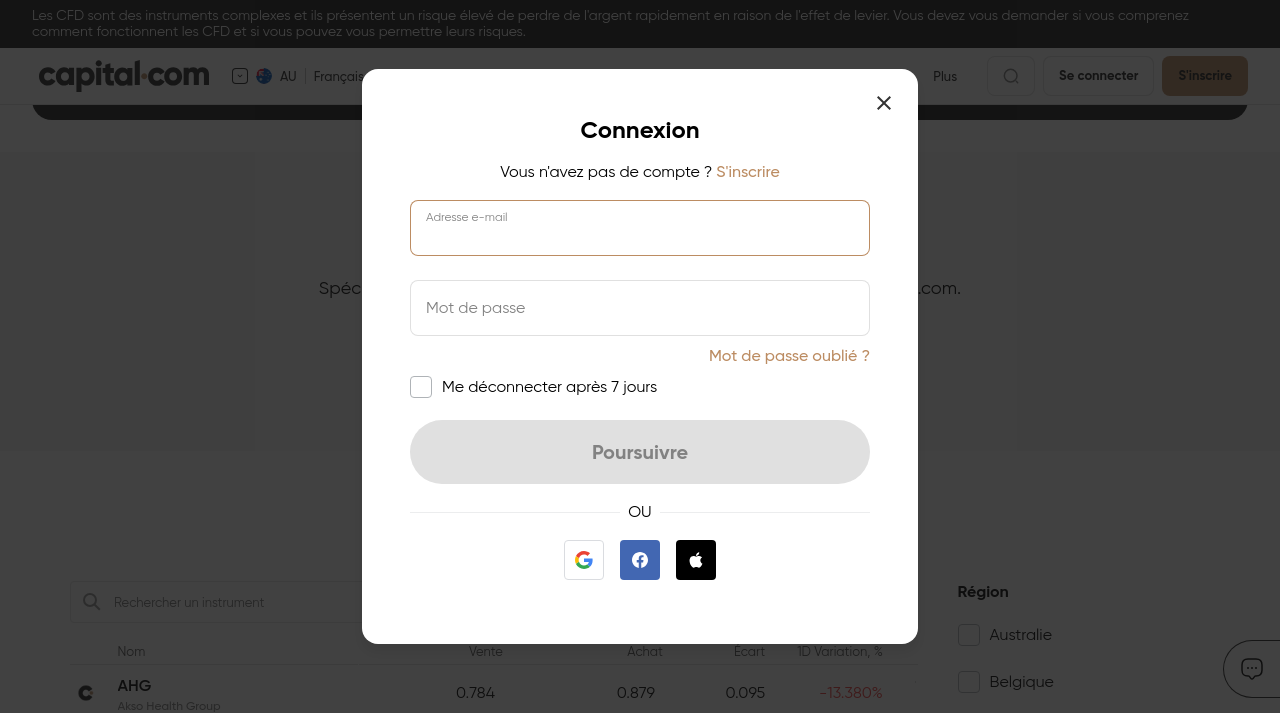 Les CFD sont des instruments complexes et ils présentent un risque élevé de perdre de l'argent rapidement en raison de l'effet de levier. Vous devez vous demander si vous comprenez
comment fonctionnent les CFD et si vous pouvez vous permettre leurs risques.
capital.com
AU
Français
Plus
Se connecter
S'inscrire
Connexion
Vous n'avez pas de compte ? S'inscrire
Adresse e-mail
Mot de passe
Mot de passe oublié ?
Me déconnecter après 7 jours
Poursuivre
OU
.com.
Rechercher un instrument
Région
Australie
Belgique
Nom Vente Achat Écart 1D Variation, %
AHG 0.784 0.879 0.095 -13.380%
Akso Health Group